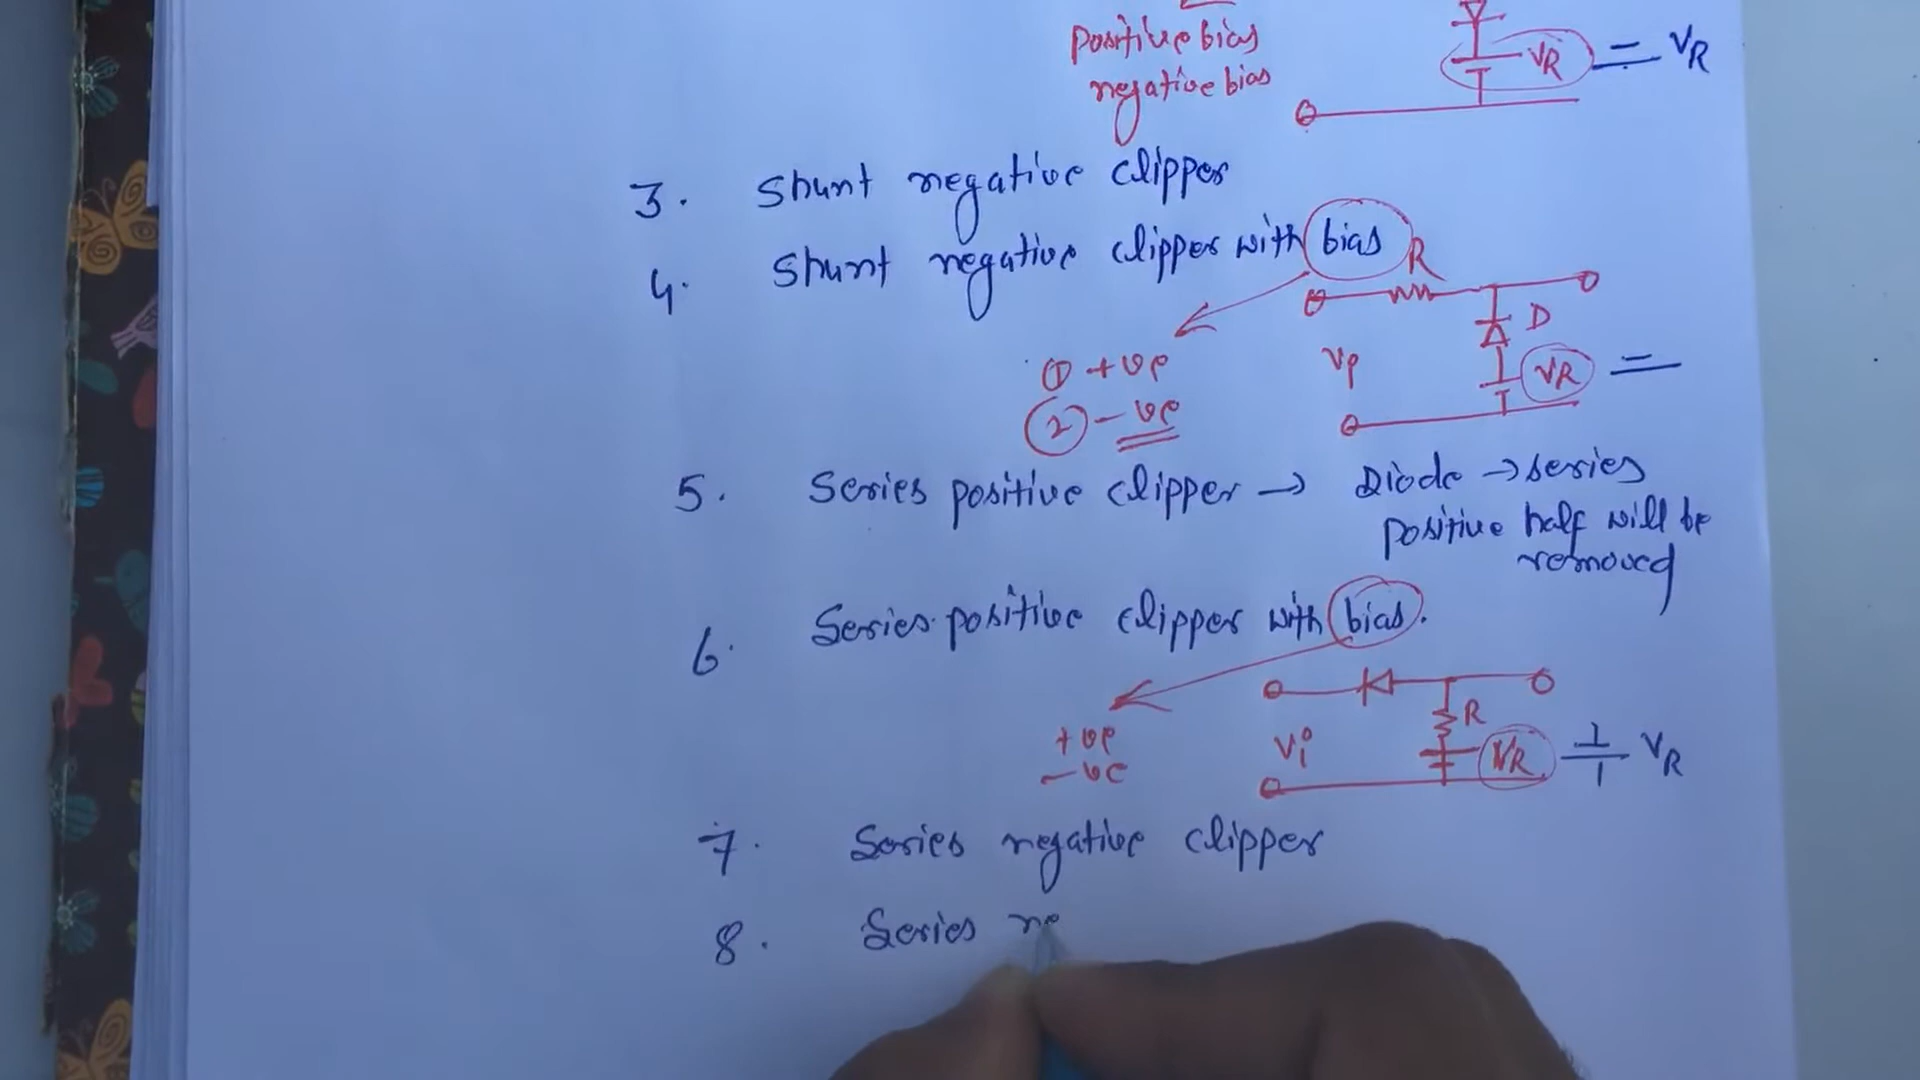 positive bias
negative bias
VR
VR
3. Shunt negative clipper
4. Shunt negative clipper with bias
R
① +ve
② -ve
D
VR
5. Series positive clipper → Diode → series
positive half will be
removed
6. Series positive clipper with bias.
+ve
-ve
Vi
R
VR
VR
7. Series negative clipper
8. Series ne